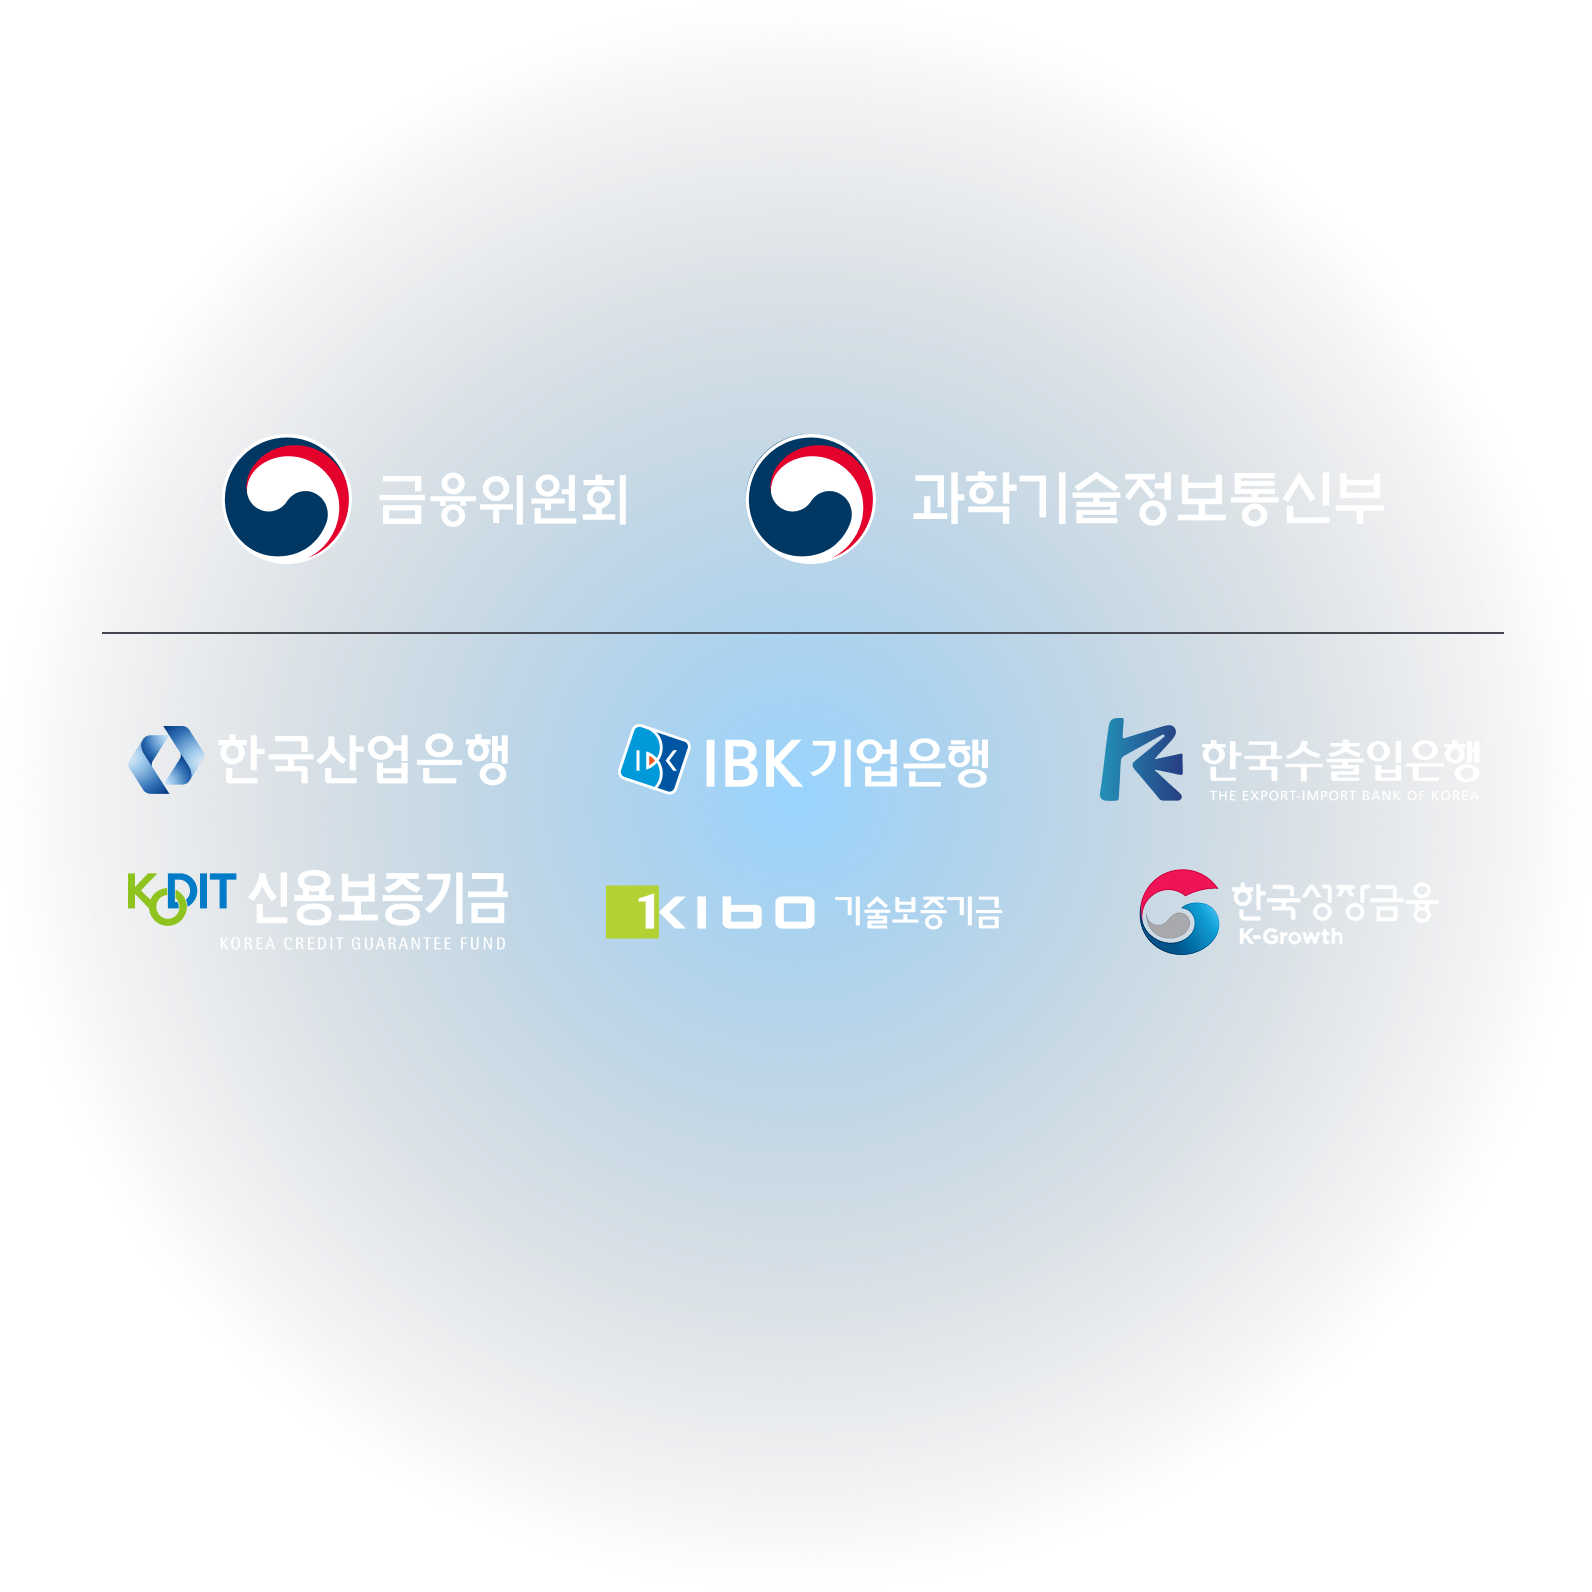 금융위원회
과학기술정보통신부
한국산업은행
IBK 기업은행
한국수출입은행
THE EXPORT-IMPORT BANK OF KOREA
KODIT 신용보증기금
KOREA CREDIT GUARANTEE FUND
1 KIBO 기술보증기금
한국성장금융
K-Growth